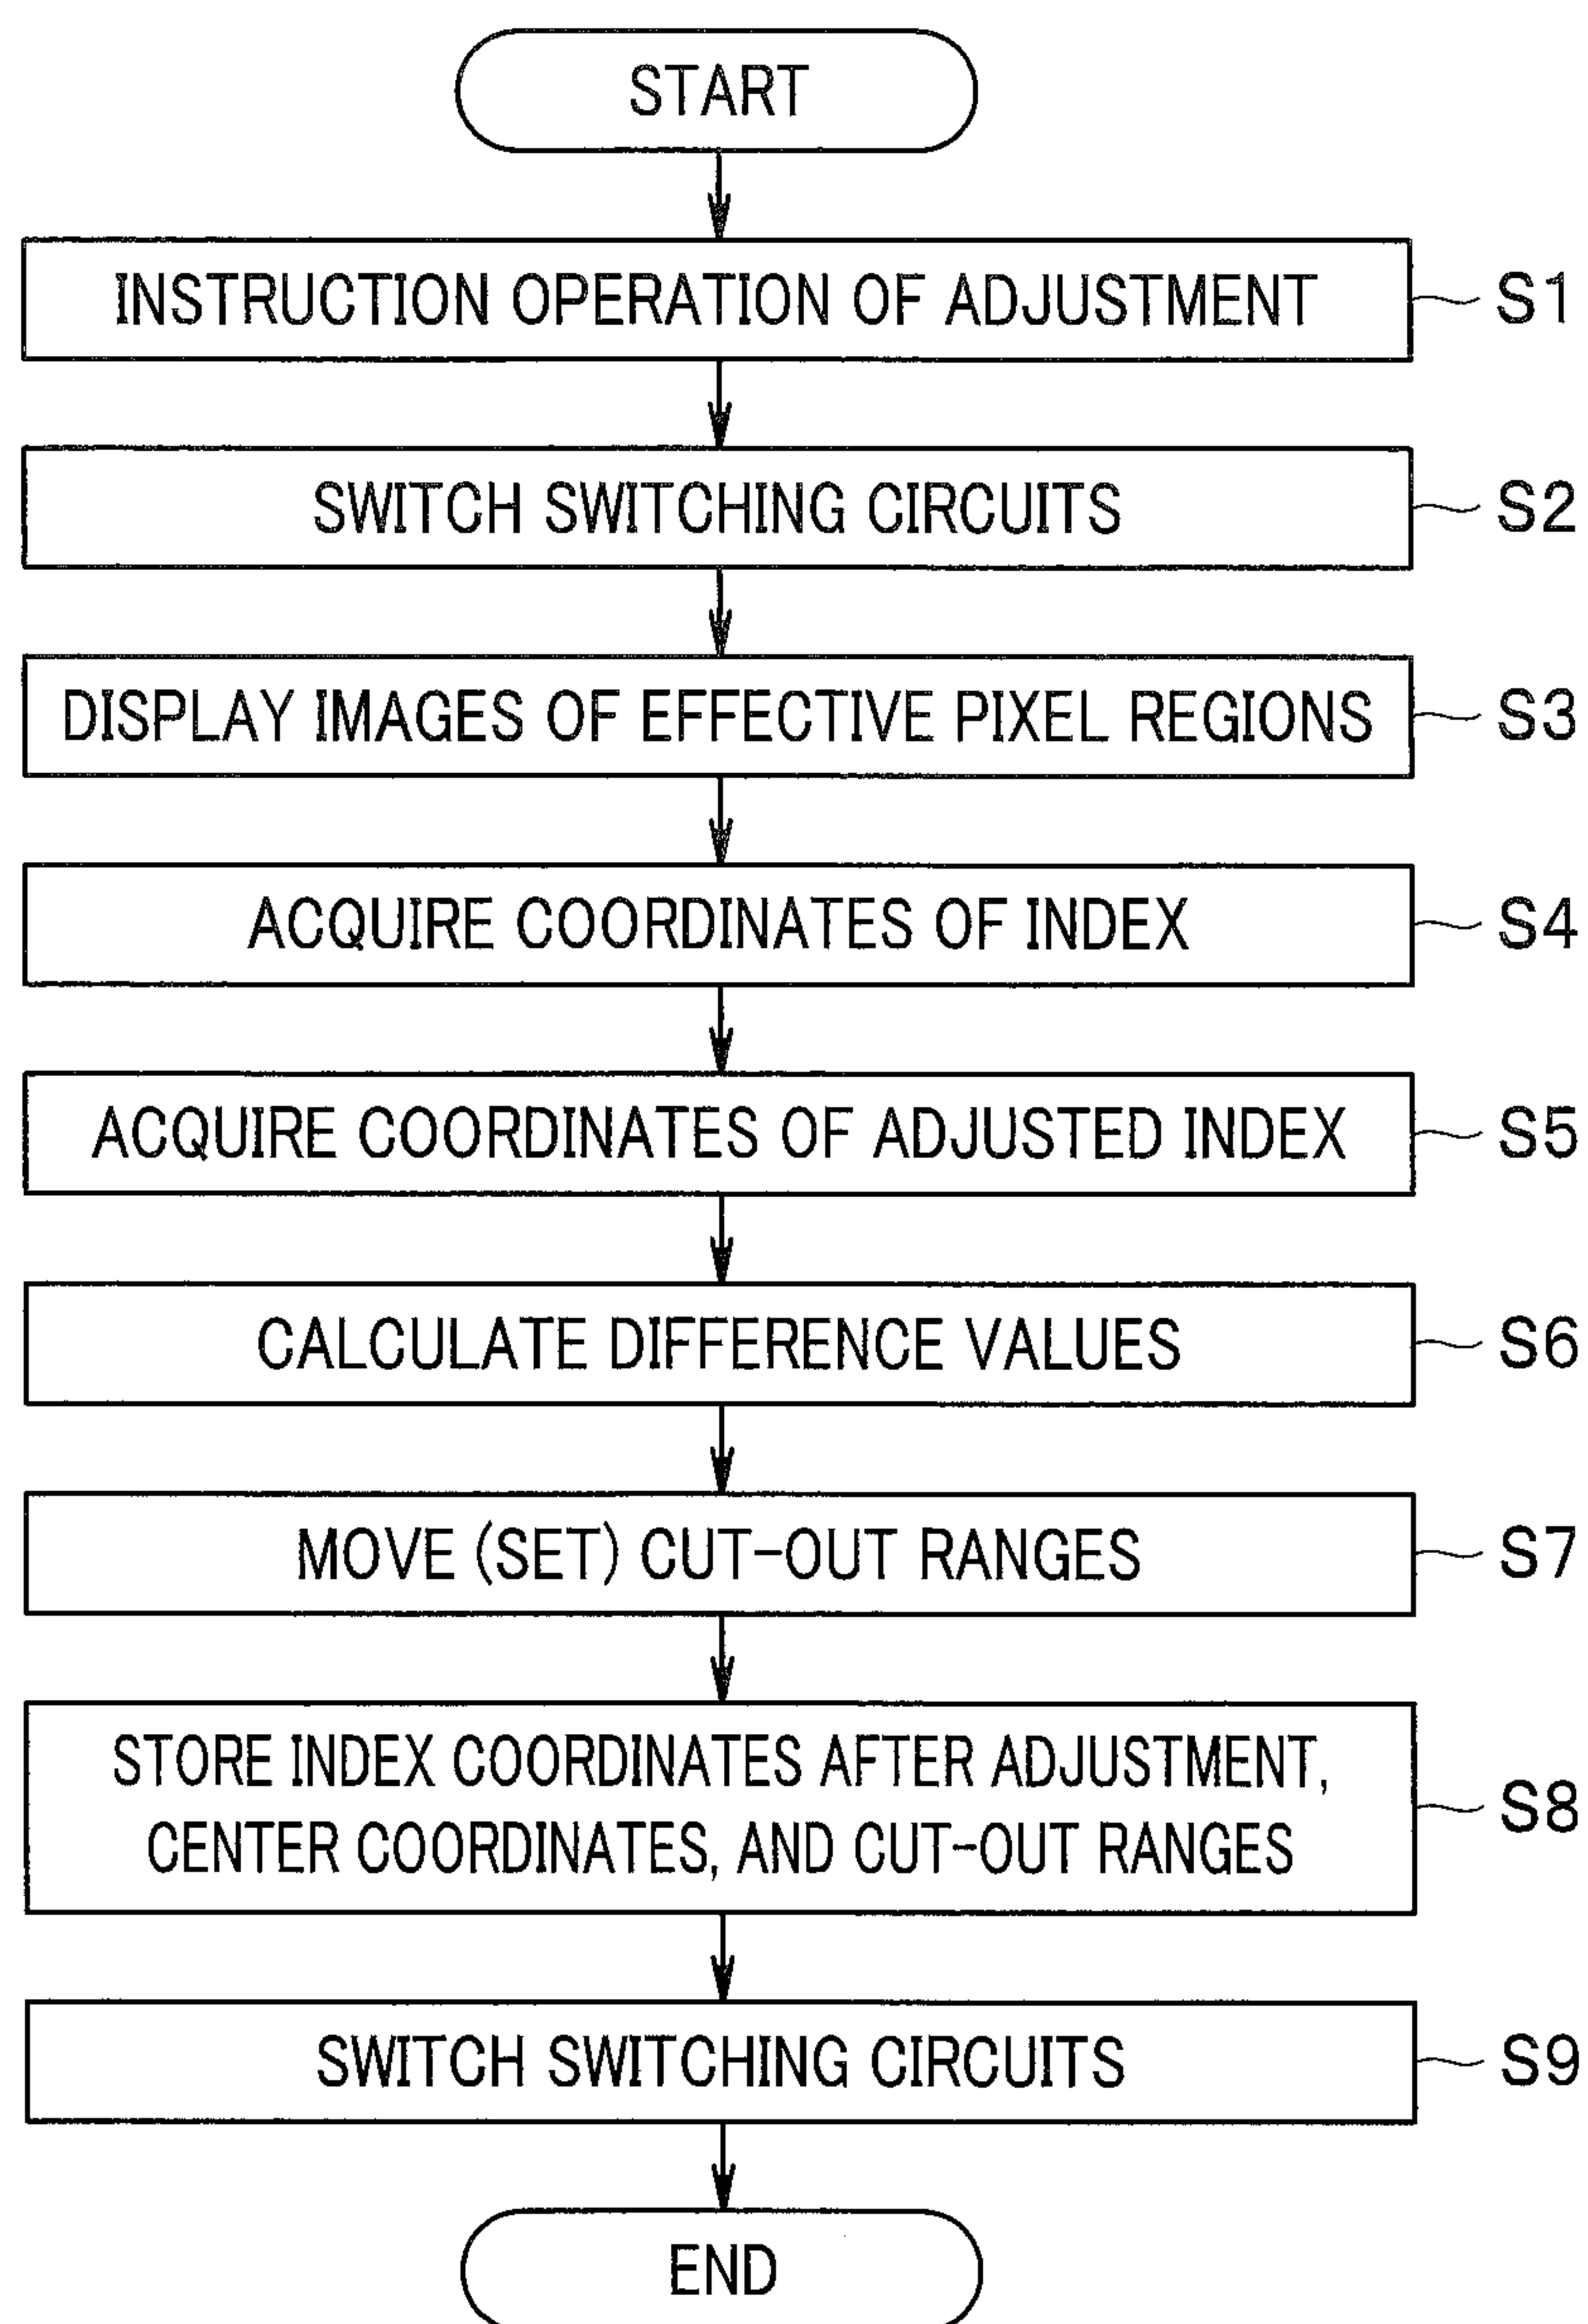 START
INSTRUCTION OPERATION OF ADJUSTMENT S1
SWITCH SWITCHING CIRCUITS S2
DISPLAY IMAGES OF EFFECTIVE PIXEL REGIONS S3
ACQUIRE COORDINATES OF INDEX S4
ACQUIRE COORDINATES OF ADJUSTED INDEX S5
CALCULATE DIFFERENCE VALUES S6
MOVE (SET) CUT-OUT RANGES S7
STORE INDEX COORDINATES AFTER ADJUSTMENT,
CENTER COORDINATES, AND CUT-OUT RANGES S8
SWITCH SWITCHING CIRCUITS S9
END